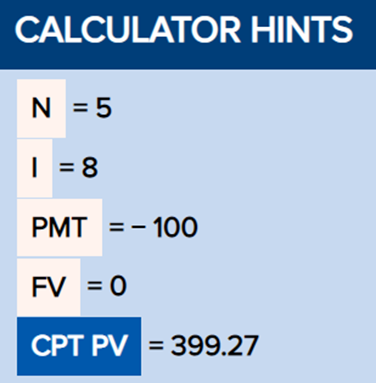 CALCULATOR HINTS
N = 5
I = 8
PMT = – 100
FV = 0
CPT PV = 399.27